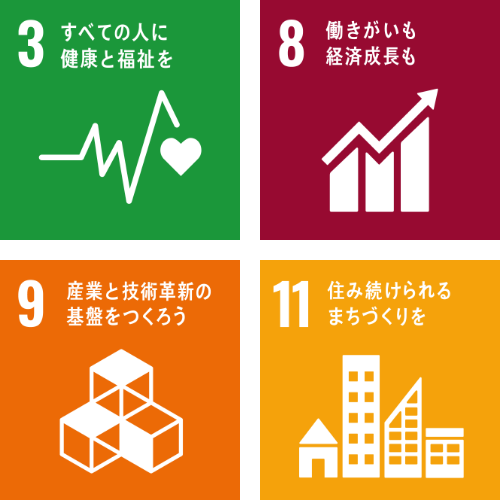 3 すべての人に
健康と福祉を
8 働きがいも
経済成長も
9 産業と技術革新の
基盤をつくろう
11 住み続けられる
まちづくりを